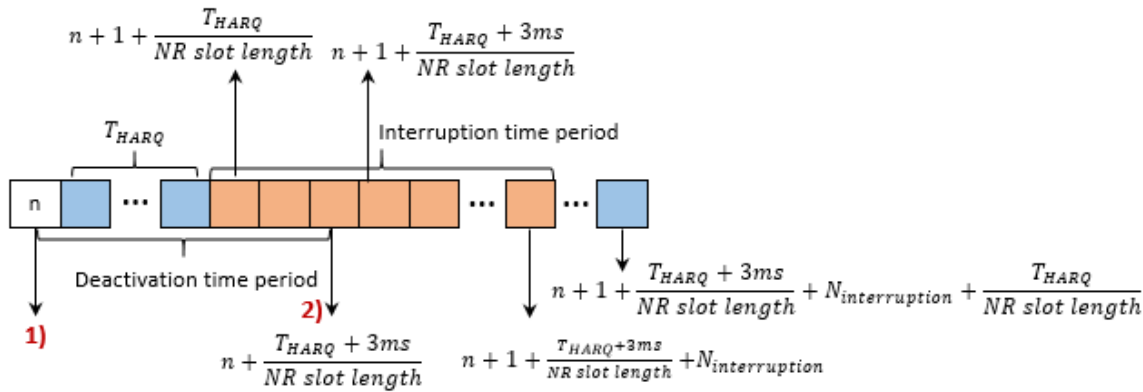 n + 1 + T_HARQ / NR slot length
n + 1 + (T_HARQ + 3ms) / NR slot length
T_HARQ
Interruption time period
n
...
...
...
Deactivation time period
1)
2)
n + 1 + (T_HARQ + 3ms) / NR slot length + N_interruption + T_HARQ / NR slot length
n + (T_HARQ + 3ms) / NR slot length
n + 1 + (T_HARQ+3ms) / NR slot length + N_interruption